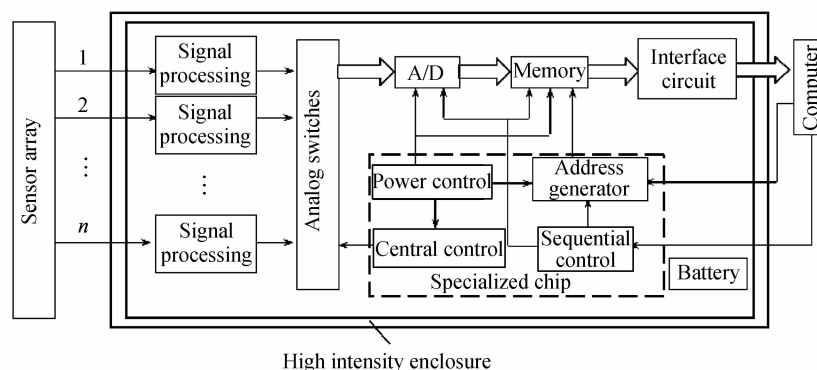 Sensor array
1
2
...
n
Signal
processing
Signal
processing
...
Signal
processing
Analog switches
A/D
Memory
Interface
circuit
Computer
Power control
Address
generator
Central control
Sequential
control
Specialized chip
Battery
High intensity enclosure